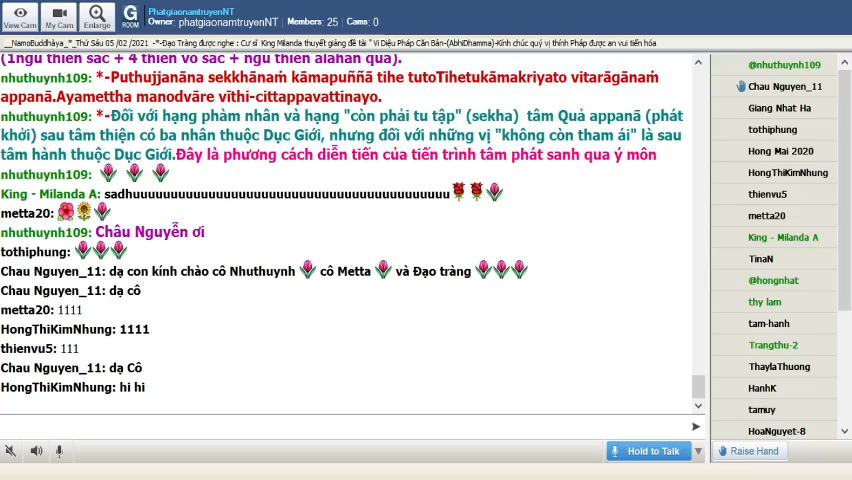 PhatgiaonamtruyenNT
Owner: phatgiaonamtruyenNT | Members: 25 | Cams: 0
View Cam
My Cam
Enlarge
G
ROOM
__NamoBuddhàya_*_Thứ Sáu 05 /02 /2021 -*-Đạo Tràng được nghe : Cư sĩ King Milanda thuyết giảng đề tài " Vi Diệu Pháp Căn Bản-{AbhiDhamma}-Kính chúc quý vị thính Pháp được an vui tiến hóa
(1ngũ thiền sắc + 4 thiền vô sắc + ngũ thiền alahán quả).
nhuthuynh109: *-Puthujjanāna sekkhānaṁ kāmapuññā tihe tutoTihetukāmakriyato vitarāgānaṁ
appanā.Ayamettha manodvāre vīthi-cittappavattinayo.
nhuthuynh109: *-Đối với hạng phàm nhân và hạng "còn phải tu tập" (sekha) tâm Quả appanā (phát
khởi) sau tâm thiện có ba nhân thuộc Dục Giới, nhưng đối với những vị "không còn tham ái" là sau
tâm hành thuộc Dục Giới.Đây là phương cách diễn tiến của tiến trình tâm phát sanh qua ý môn
nhuthuynh109:
King - Milanda A: sadhuuuuuuuuuuuuuuuuuuuuuuuuuuuuuuuuuuuuuuu
metta20:
nhuthuynh109: Châu Nguyễn ơi
tothiphung:
Chau Nguyen_11: dạ con kính chào cô Nhuthuynh cô Metta và Đạo tràng
Chau Nguyen_11: dạ cô
metta20: 1111
HongThiKimNhung: 1111
thienvu5: 111
Chau Nguyen_11: dạ Cô
HongThiKimNhung: hi hi
@nhuthuynh109
Chau Nguyen_11
Giang Nhat Ha
tothiphung
Hong Mai 2020
HongThiKimNhung
thienvu5
metta20
King - Milanda A
TinaN
@hongnhat
thy lam
tam-hanh
Trangthu-2
ThaylaThuong
HanhK
tamuy
HoaNguyet-8
Hold to Talk
Raise Hand